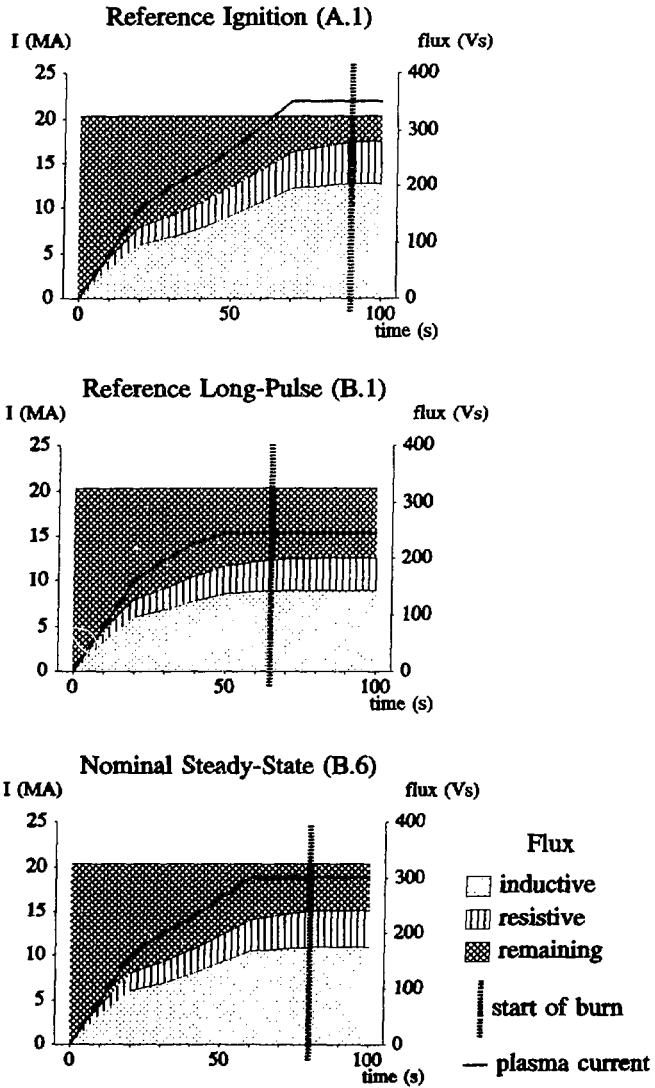 Reference Ignition (A.1)
I (MA) flux (Vs)
25 400
20 300
15
10 200
5 100
0 0
0 50 100
time (s)
Reference Long-Pulse (B.1)
I (MA) flux (Vs)
25 400
20 300
15
10 200
5 100
0 0
0 50 100
time (s)
Nominal Steady-State (B.6)
I (MA) flux (Vs)
25 400
20 300
15
10 200
5 100
0 0
0 50 100
time (s)
Flux
inductive
resistive
remaining
start of burn
plasma current